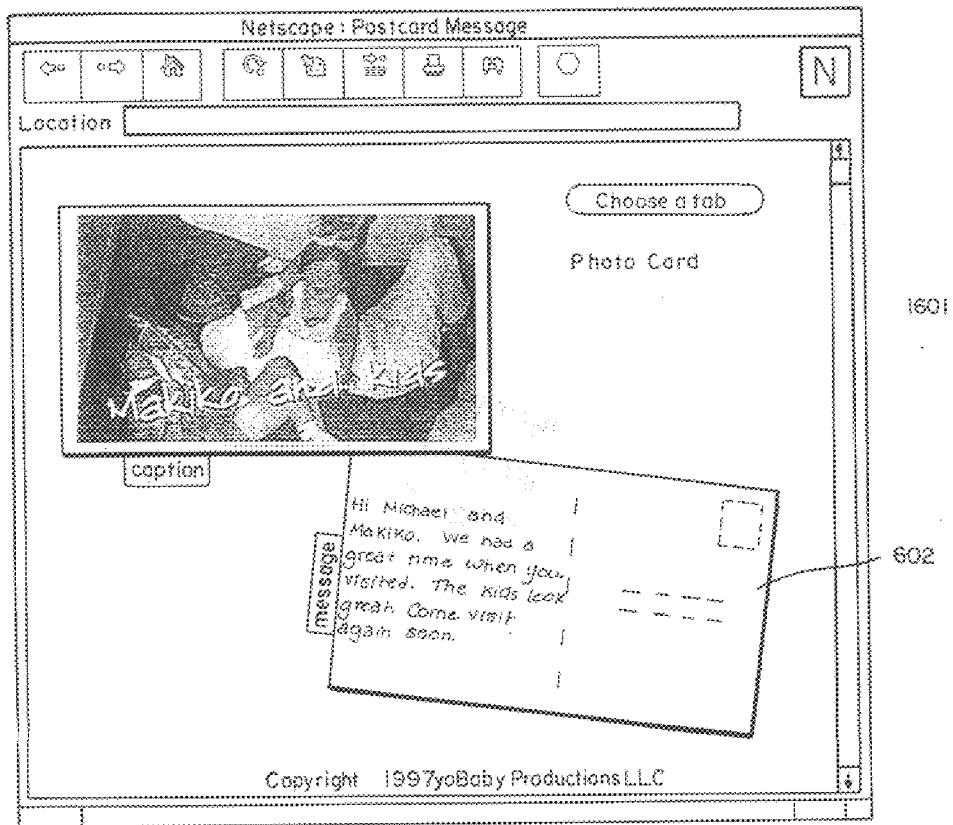 Netscape: Postcard Message
N
Location
Choose a tab
Photo Card
1601
Makiko and kids
caption
Hi Michael and
Makiko. We had a
great time when you
visited. The kids look
great. Come visit
again soon.
message
602
Copyright 1997yoBaby Productions LLC